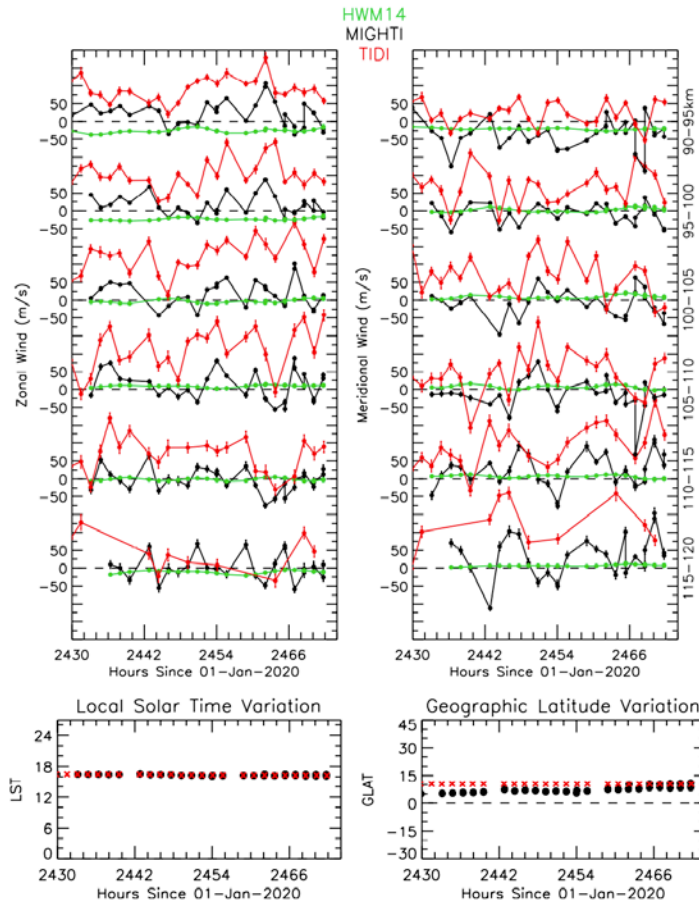 HWM14
MIGHTI
TIDI
Zonal Wind (m/s)
50
0
−50
50
0
−50
50
0
−50
50
0
−50
50
0
−50
50
0
−50
2430 2442 2454 2466
Hours Since 01−Jan−2020
Meridional Wind (m/s)
50
0
−50
50
0
−50
50
0
−50
50
0
−50
50
0
−50
50
0
−50
90−95km
95−100
100−105
105−110
110−115
115−120
2430 2442 2454 2466
Hours Since 01−Jan−2020
Local Solar Time Variation
LST
24
18
12
6
0
2430 2442 2454 2466
Hours Since 01−Jan−2020
Geographic Latitude Variation
GLAT
45
30
15
0
−15
−30
2430 2442 2454 2466
Hours Since 01−Jan−2020